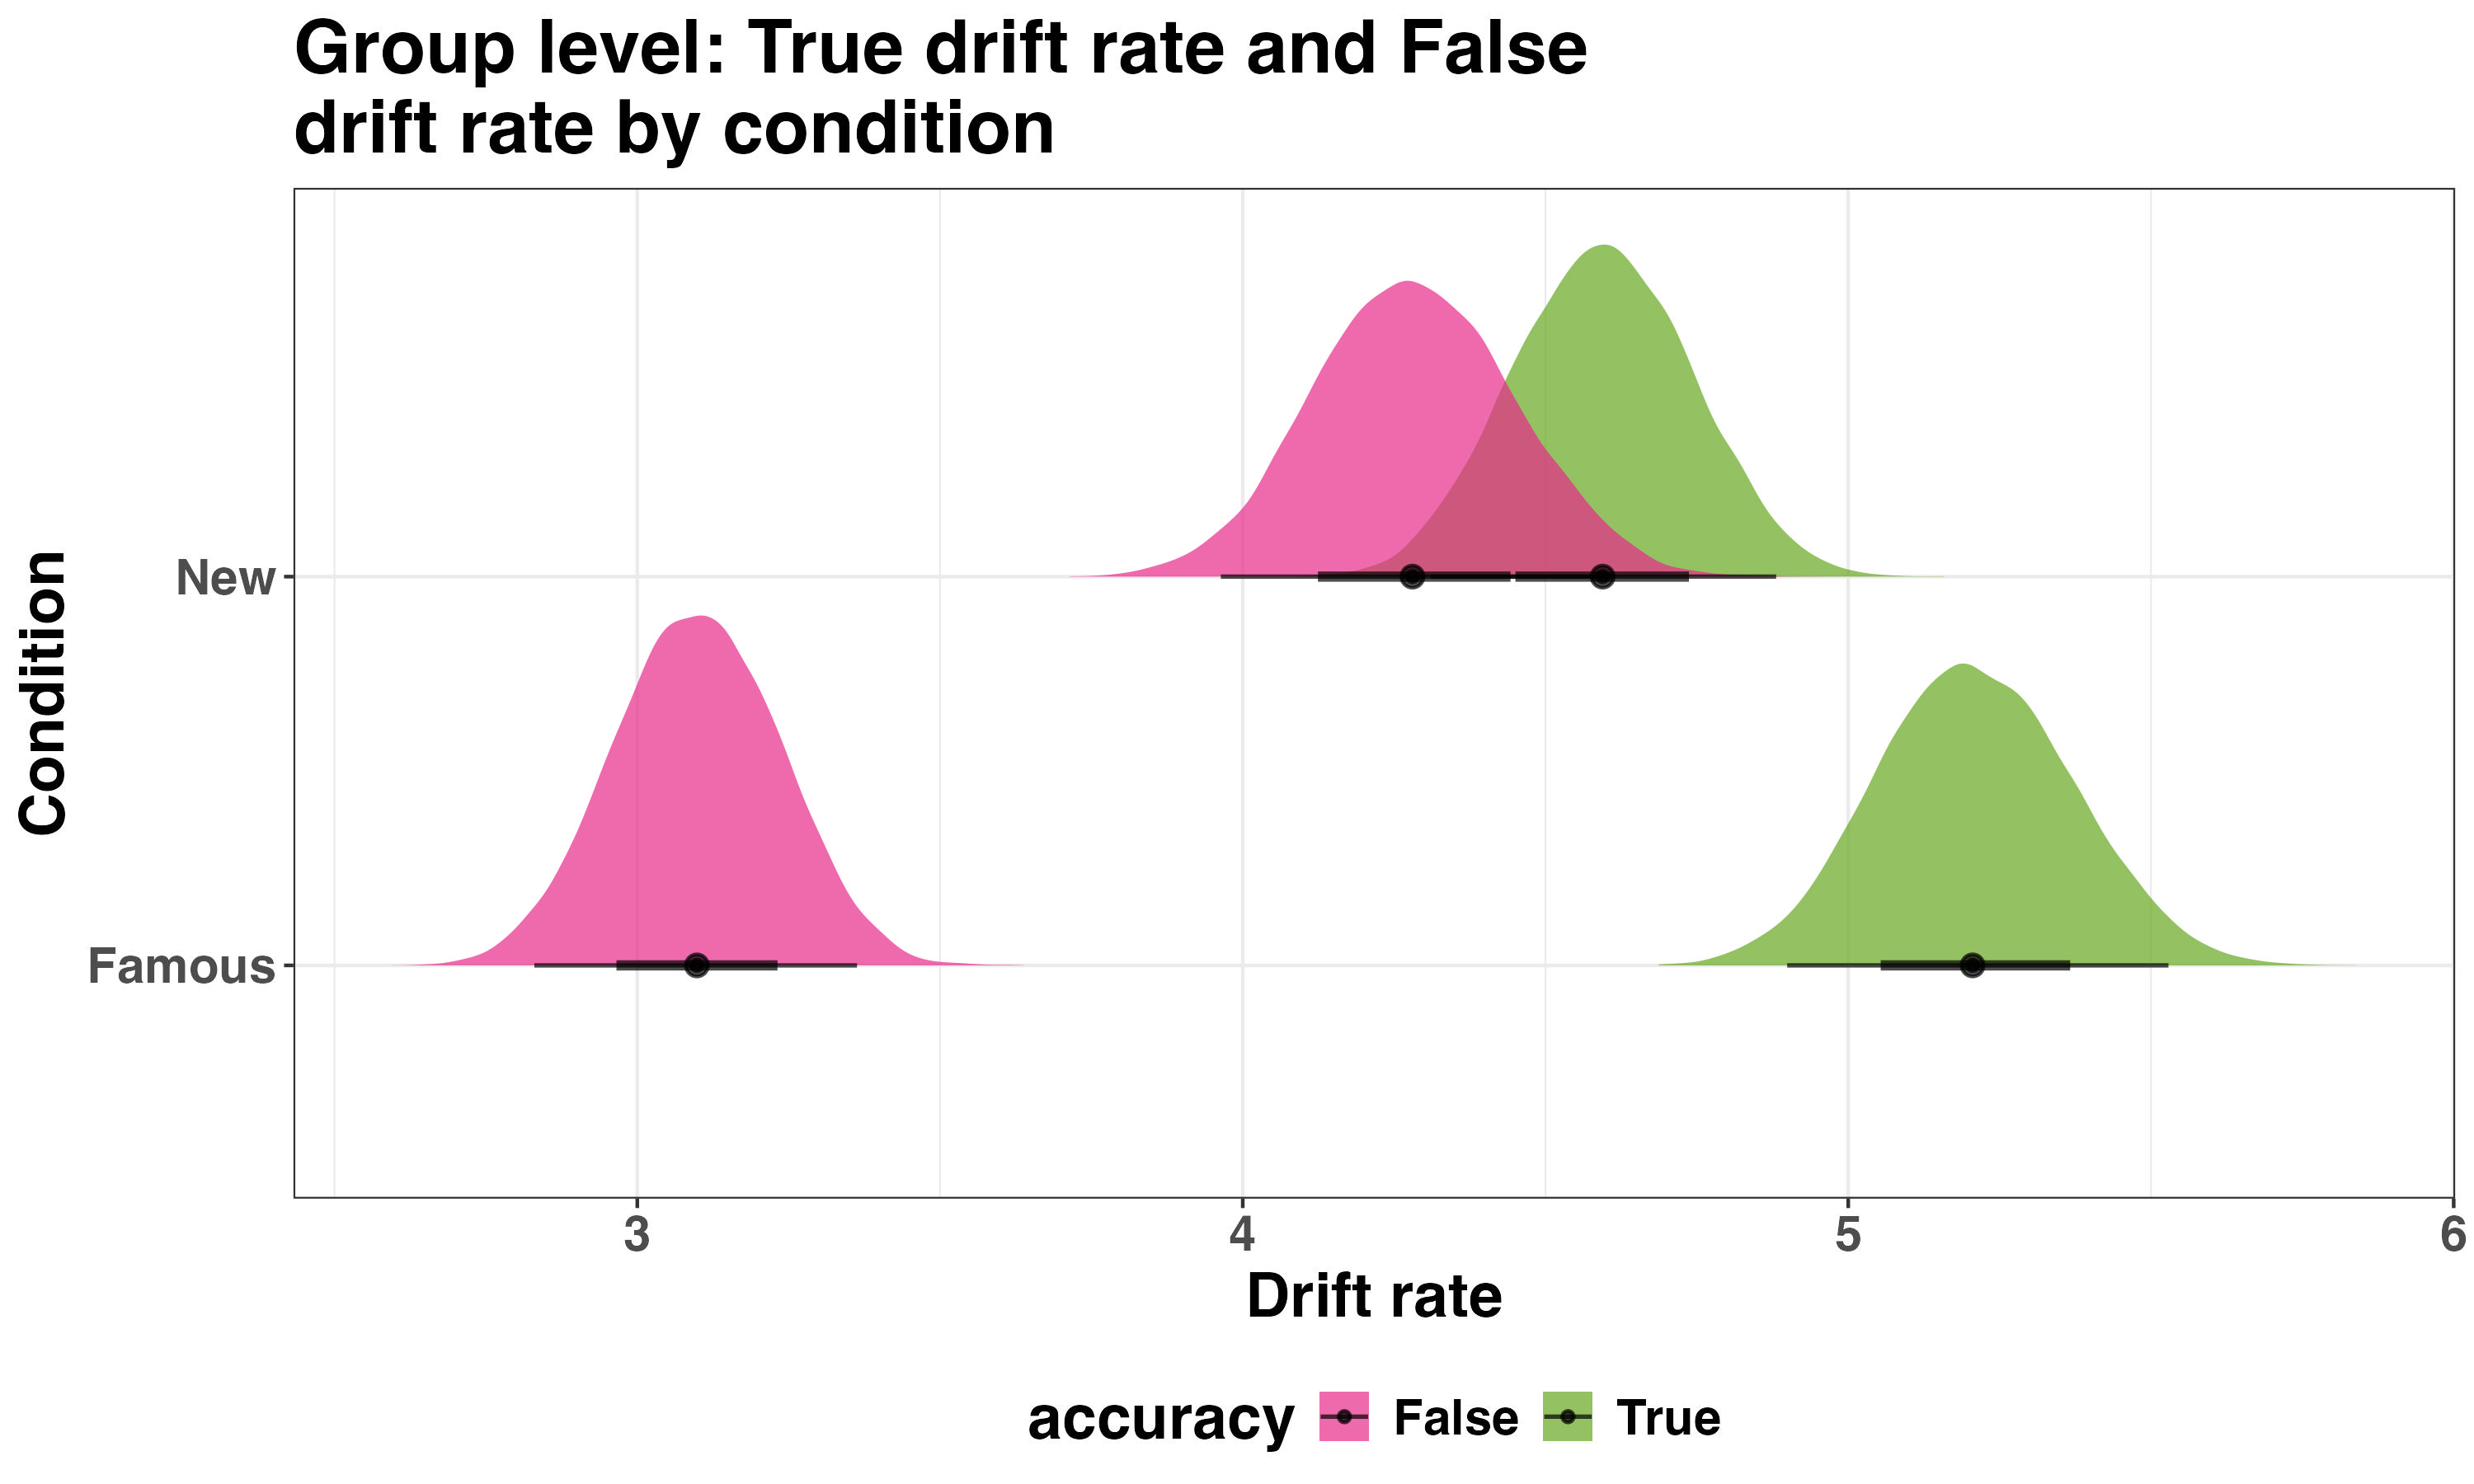 Group level: True drift rate and False
drift rate by condition
Condition
New
Famous
3
4
5
6
Drift rate
accuracy False True